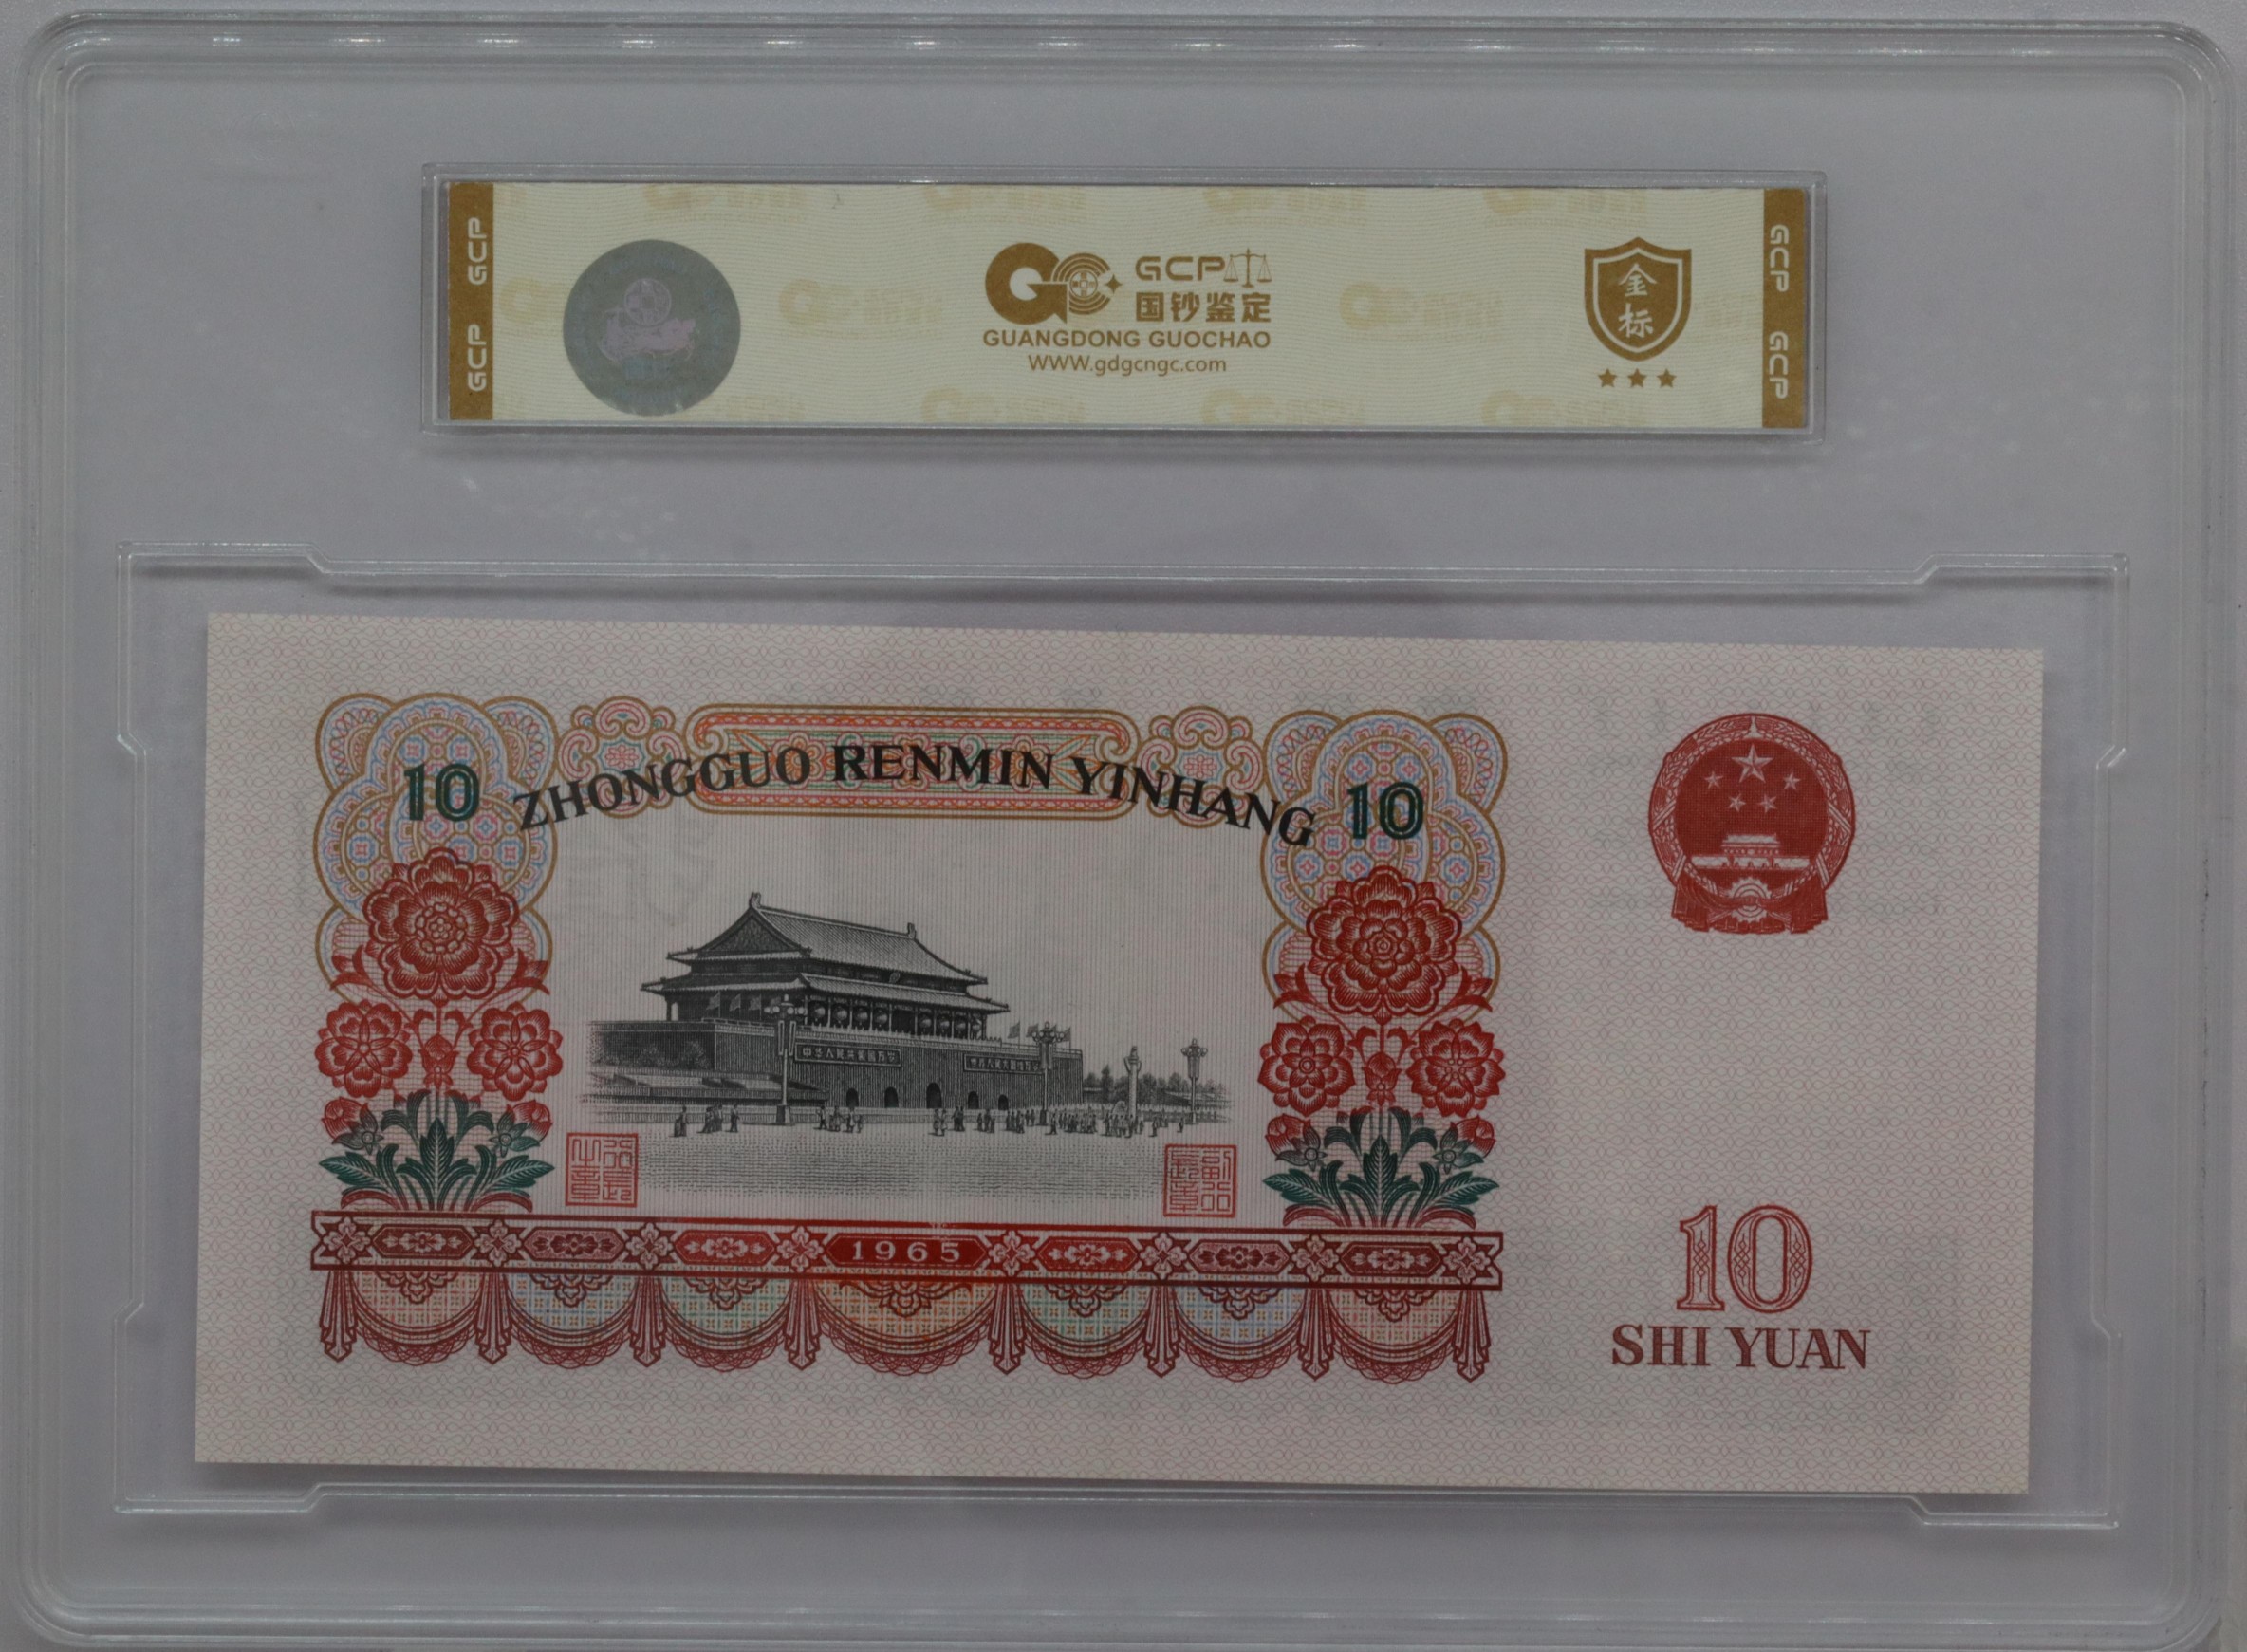 GCP GCP
GCP
国钞鉴定
GUANGDONG GUOCHAO
WWW.gdgcngc.com
金标
GCP GCP
10 ZHONGGUO RENMIN YINHANG 10
1965
10
SHI YUAN